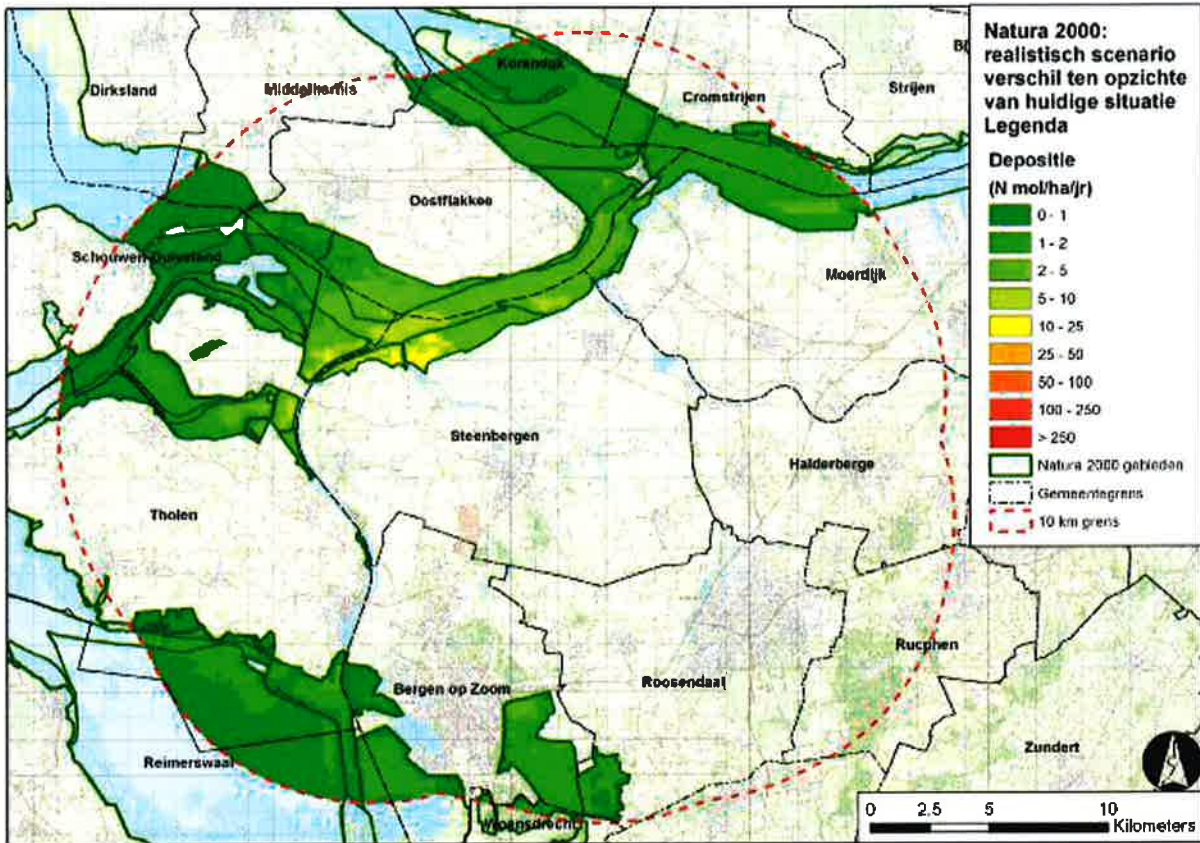 Natura 2000:
realistisch scenario
verschil ten opzichte
van huidige situatie
Legenda
Depositie
(N mol/ha/jr)
0 - 1
1 - 2
2 - 5
5 - 10
10 - 25
25 - 50
50 - 100
100 - 250
> 250
Natura 2000 gebieden
Gemeentegrens
10 km grens
Korendijk
Dirksland
Middelharnis
Cromstrijen
Strijen
Oostflakkee
Schouwen-Duiveland
Moerdijk
Steenbergen
Halderberge
Tholen
Rucphen
Bergen op Zoom
Roosendaal
Reimerswaal
Zundert
Woensdrecht
0 2.5 5 10
Kilometers